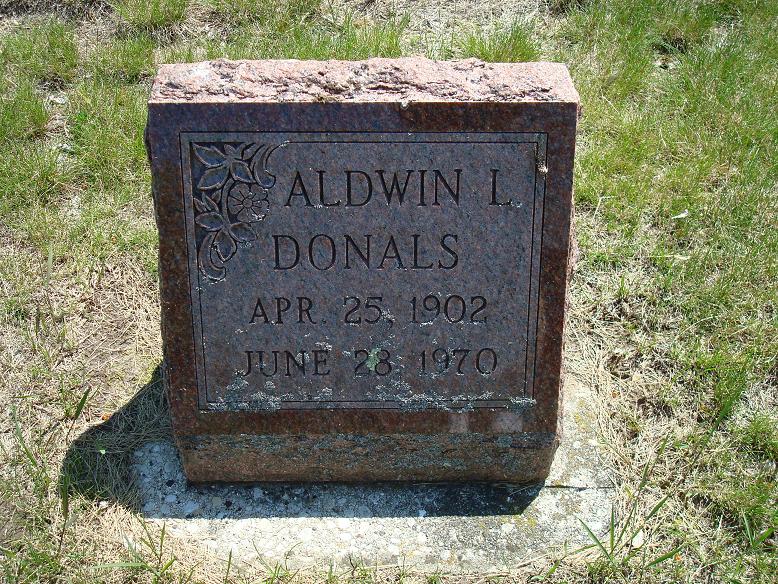 ALDWIN L.
DONALS
APR. 25, 1902
JUNE 28 1970